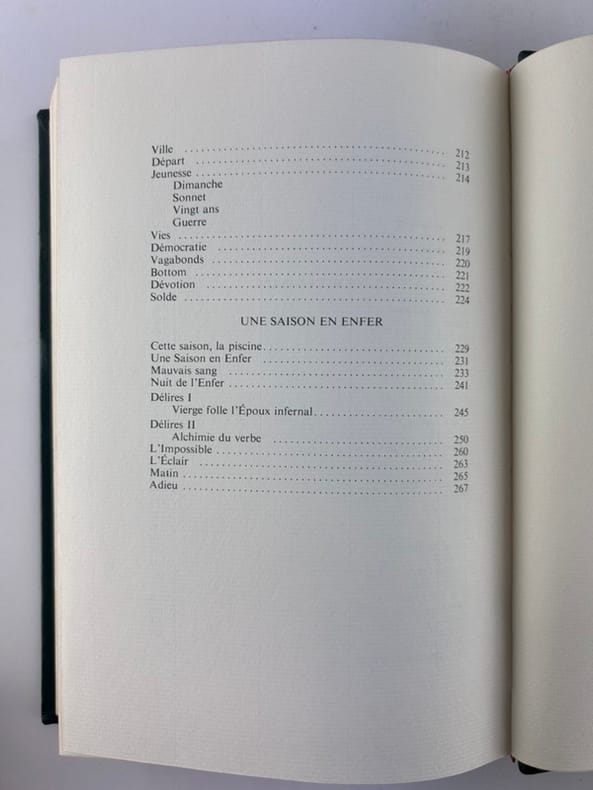 Ville ........................................ 212
Départ ........................................ 213
Jeunesse ........................................ 214
Dimanche
Sonnet
Vingt ans
Guerre
Vies ........................................ 217
Démocratie ........................................ 219
Vagabonds ........................................ 220
Bottom ........................................ 221
Dévotion ........................................ 222
Solde ........................................ 224
UNE SAISON EN ENFER
Cette saison, la piscine ........................................ 229
Une Saison en Enfer ........................................ 231
Mauvais sang ........................................ 233
Nuit de l'Enfer ........................................ 241
Délires I
Vierge folle l'Époux infernal ........................................ 245
Délires II
Alchimie du verbe ........................................ 250
L'Impossible ........................................ 260
L'Éclair ........................................ 263
Matin ........................................ 265
Adieu ........................................ 267